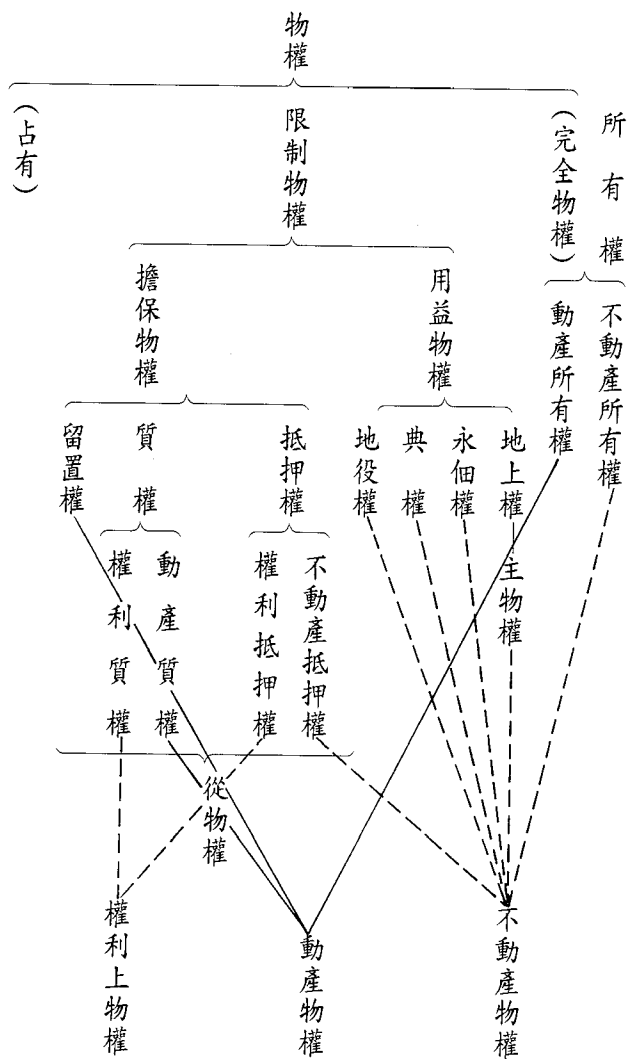 物權
所有權
(完全物權)
不動產所有權
動產所有權
限制物權
用益物權
地上權
永佃權
典權
地役權
主物權
擔保物權
抵押權
不動產抵押權
權利抵押權
質權
動產質權
權利質權
留置權
從物權
(占有)
不動產物權
動產物權
權利上物權